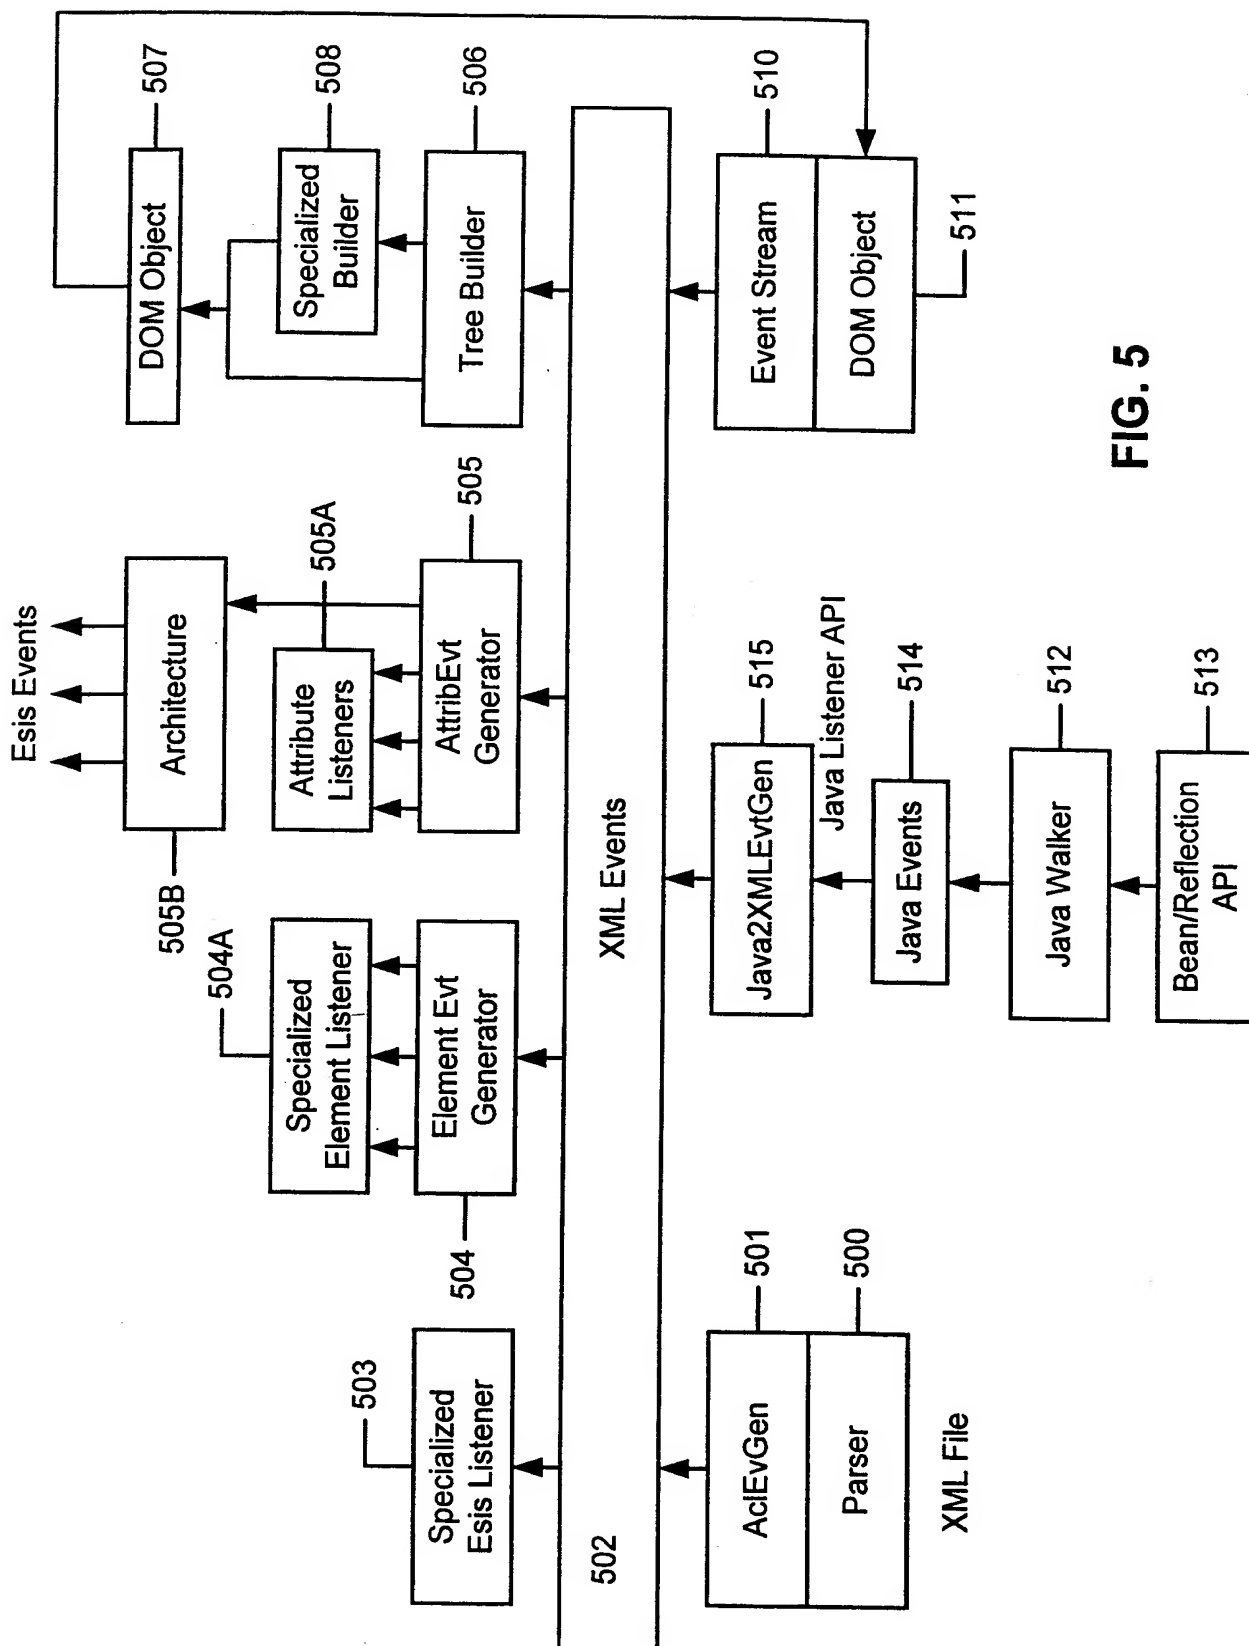 Esis Events
505B
Architecture
DOM Object
507
504A
Specialized
Element Listener
Attribute
Listeners
505A
Specialized
Builder
508
503
Specialized
Esis Listener
504
Element Evt
Generator
AttribEvt
Generator
505
Tree Builder
506
502
XML Events
AclEvGen
501
Parser
500
XML File
Java2XMLEvtGen
515
Java Listener API
Java Events
514
Java Walker
512
Bean/Reflection
API
513
Event Stream
510
DOM Object
511
FIG. 5